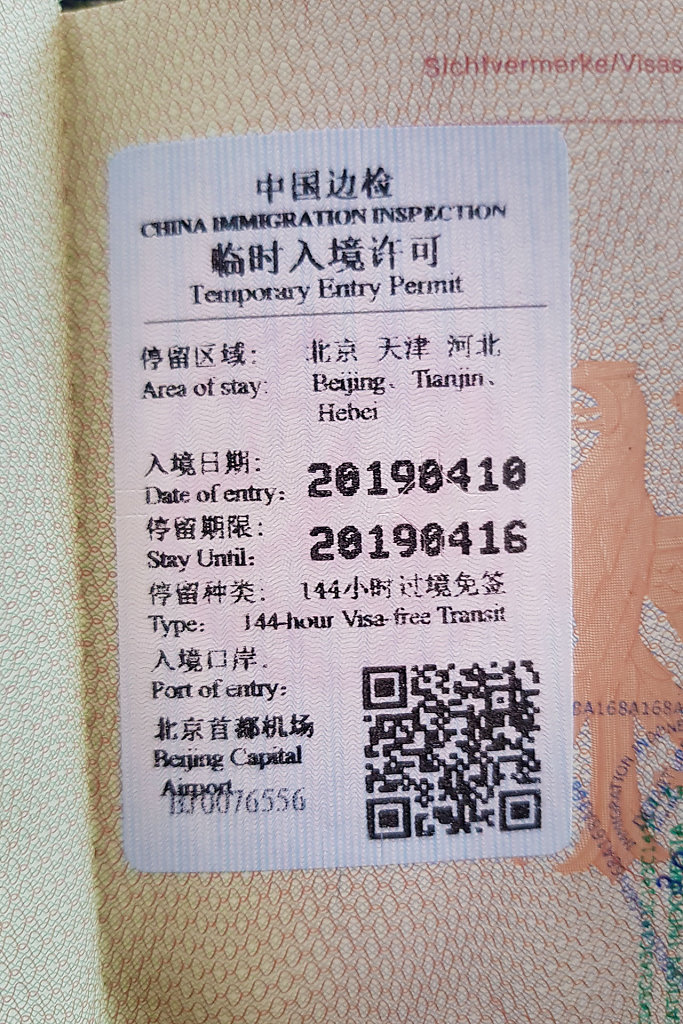 Sichtvermerke/Visas
中国边检
CHINA IMMIGRATION INSPECTION
临时入境许可
Temporary Entry Permit
停留区域: 北京 天津 河北
Area of stay: Beijing、Tianjin、
Hebei
入境日期: 20190410
Date of entry:
停留期限: 20190416
Stay Until:
停留种类: 144小时过境免签
Type: 144-hour Visa-free Transit
入境口岸:
Port of entry:
北京首都机场
Beijing Capital
Airport
BJ0076556
8A168A168A
IMMIGRATION